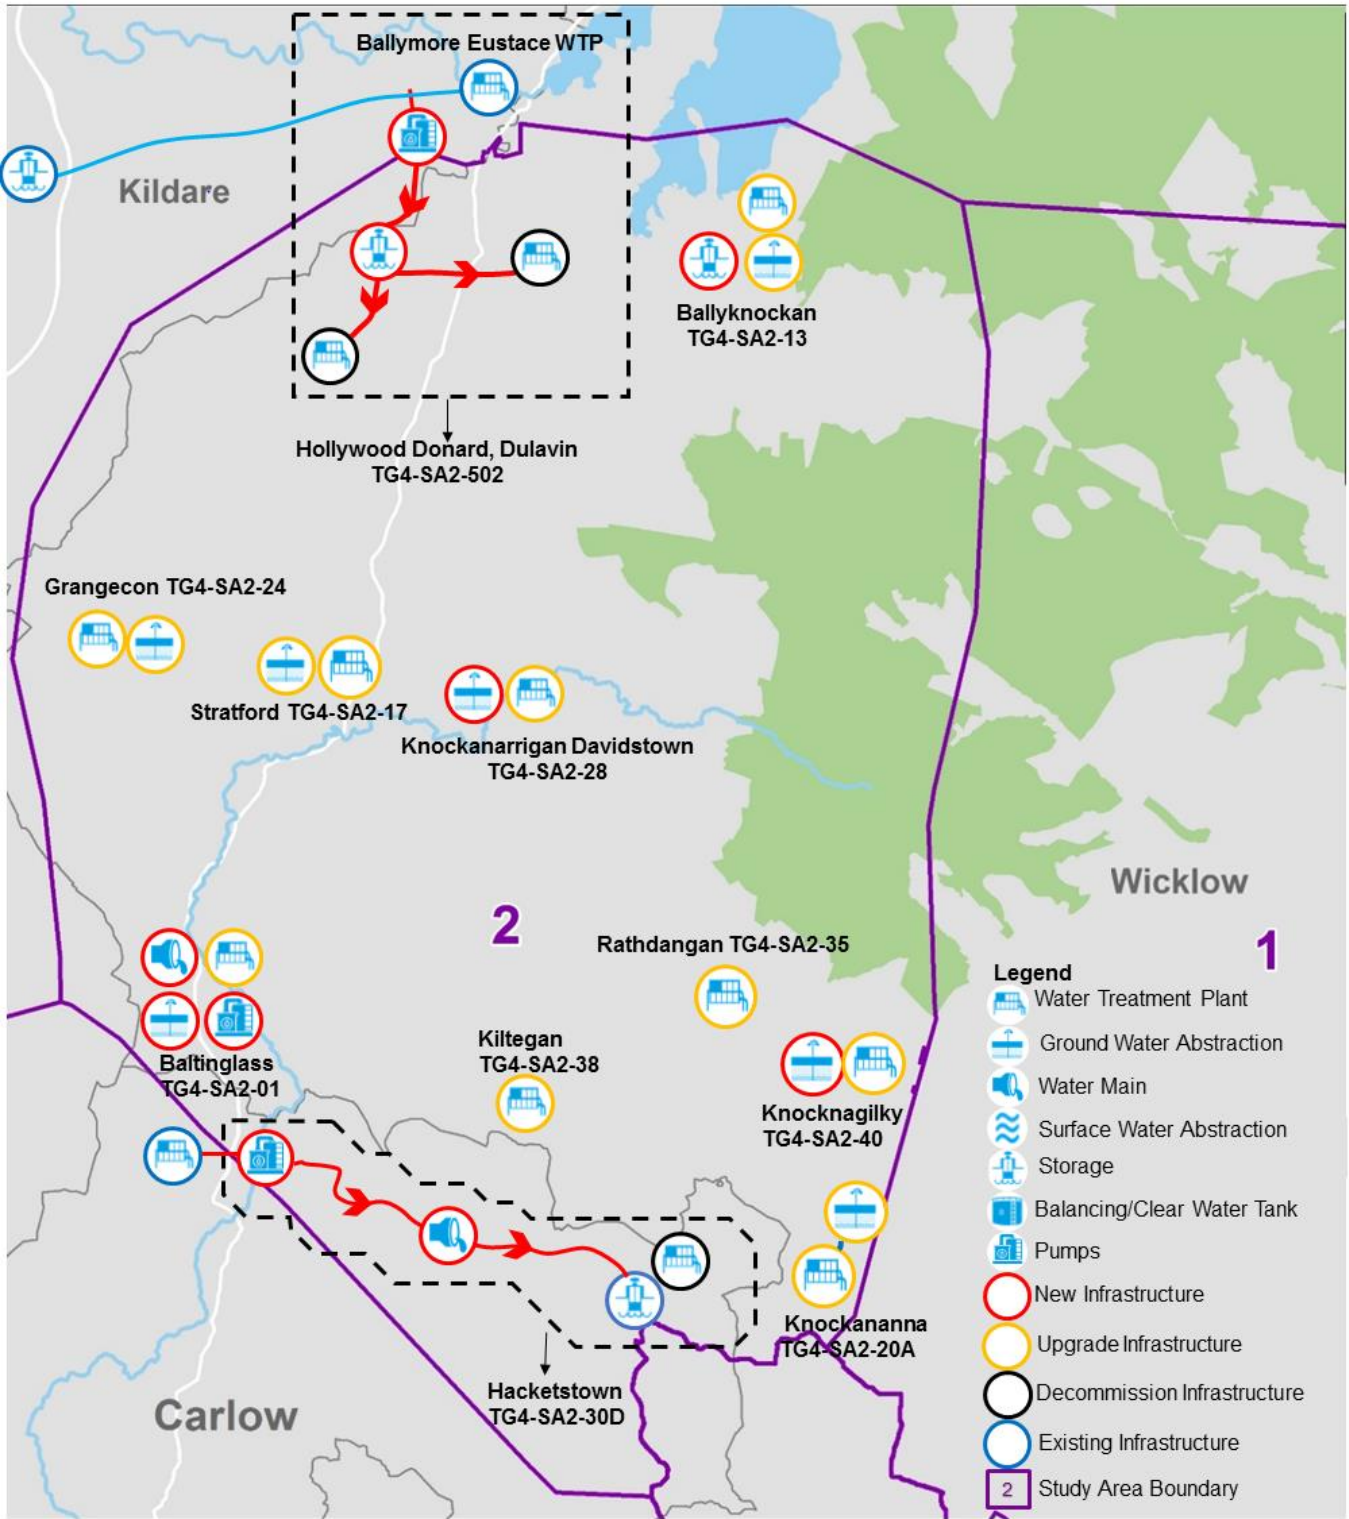 Ballymore Eustace WTP
Kildare
Ballyknockan
TG4-SA2-13
Hollywood Donard, Dulavin
TG4-SA2-502
Grangecon TG4-SA2-24
Stratford TG4-SA2-17
Knockanarrigan Davidstown
TG4-SA2-28
Wicklow
2
1
Rathdangan TG4-SA2-35
Baltinglass
TG4-SA2-01
Kiltegan
TG4-SA2-38
Knocknagilky
TG4-SA2-40
Knockananna
TG4-SA2-20A
Hacketstown
TG4-SA2-30D
Carlow
Legend
Water Treatment Plant
Ground Water Abstraction
Water Main
Surface Water Abstraction
Storage
Balancing/Clear Water Tank
Pumps
New Infrastructure
Upgrade Infrastructure
Decommission Infrastructure
Existing Infrastructure
2 Study Area Boundary